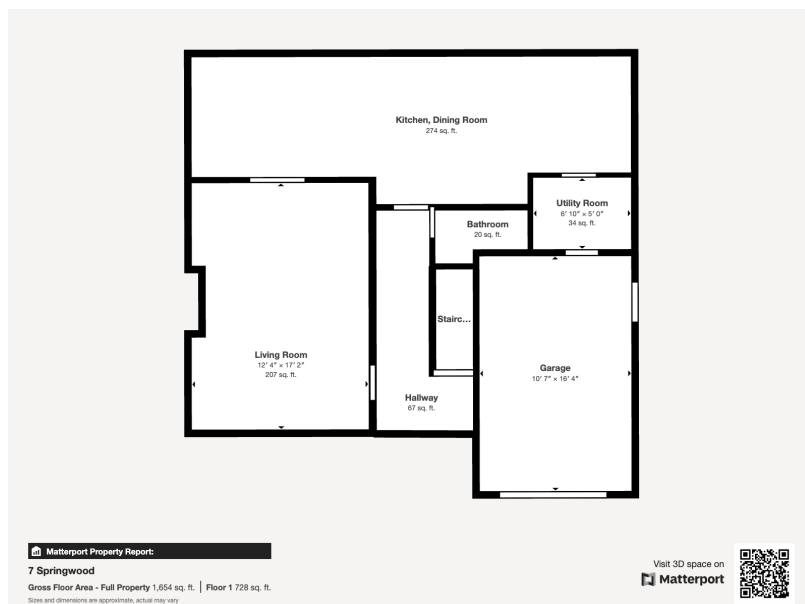 Kitchen, Dining Room
274 sq. ft.
Utility Room
6' 10" × 5' 0"
34 sq. ft.
Bathroom
20 sq. ft.
Stairc...
Living Room
12' 4" × 17' 2"
207 sq. ft.
Garage
10' 7" × 16' 4"
Hallway
67 sq. ft.
Matterport Property Report:
7 Springwood
Gross Floor Area - Full Property 1,654 sq. ft. | Floor 1 728 sq. ft.
Sizes and dimensions are approximate, actual may vary
Visit 3D space on
Matterport